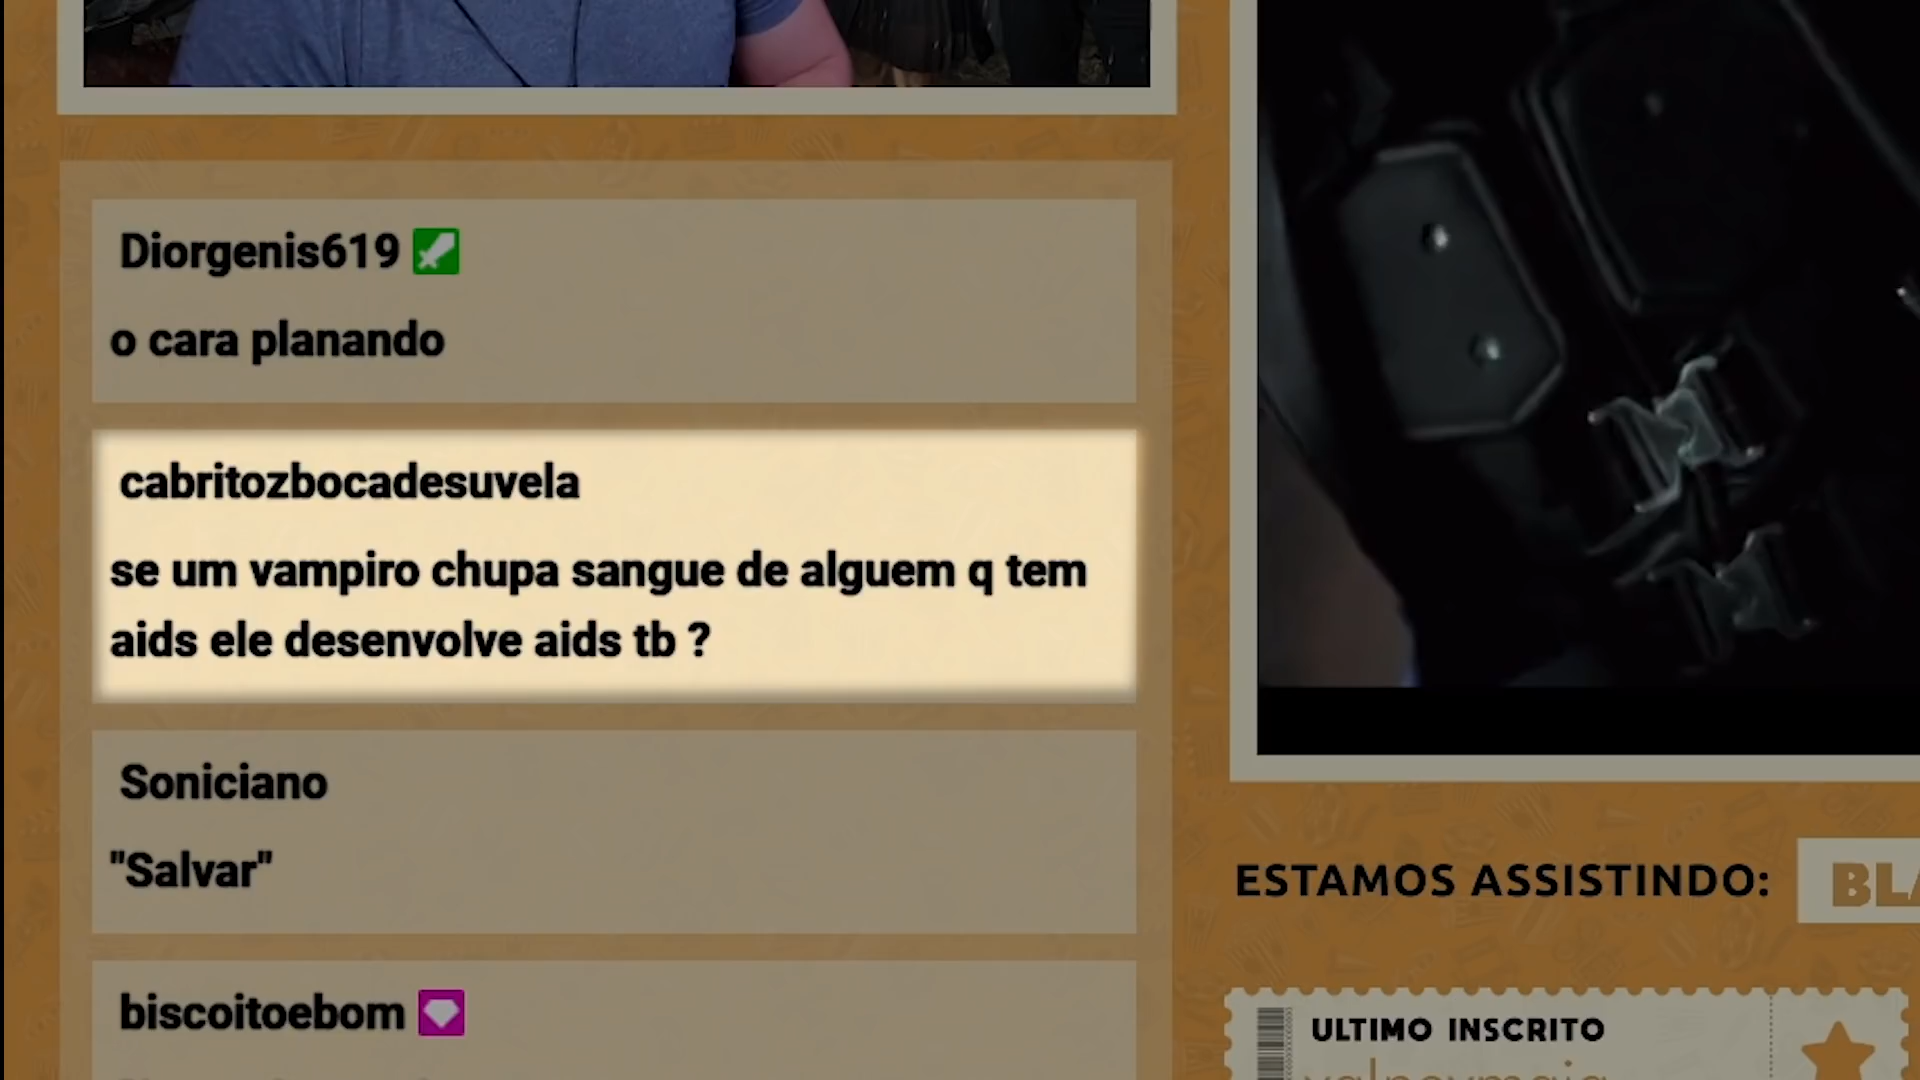 Diorgenis619
o cara planando
cabritozbocadesuvela
se um vampiro chupa sangue de alguem q tem
aids ele desenvolve aids tb ?
Soniciano
"Salvar"
biscoitoebom
ESTAMOS ASSISTINDO:
ULTIMO INSCRITO